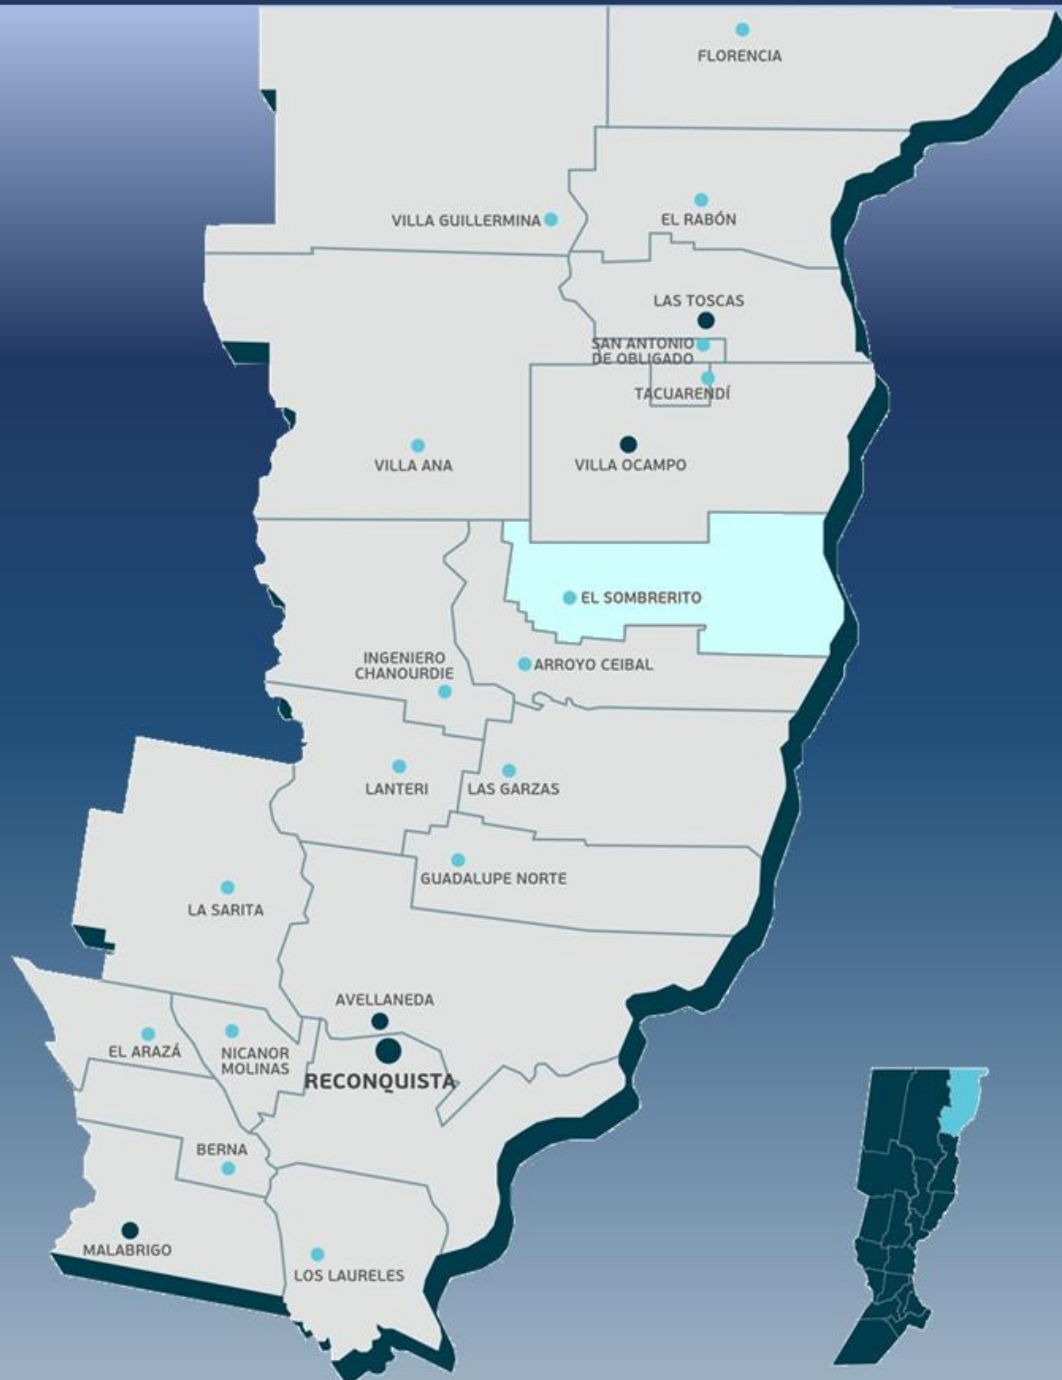 FLORENCIA
VILLA GUILLERMINA
EL RABÓN
LAS TOSCAS
SAN ANTONIO
DE OBLIGADO
TACUARENDÍ
VILLA ANA
VILLA OCAMPO
EL SOMBRERITO
INGENIERO
CHANOURDIE
ARROYO CEIBAL
LANTERI
LAS GARZAS
GUADALUPE NORTE
LA SARITA
AVELLANEDA
EL ARAZÁ
NICANOR
MOLINAS
RECONQUISTA
BERNA
MALABRIGO
LOS LAURELES